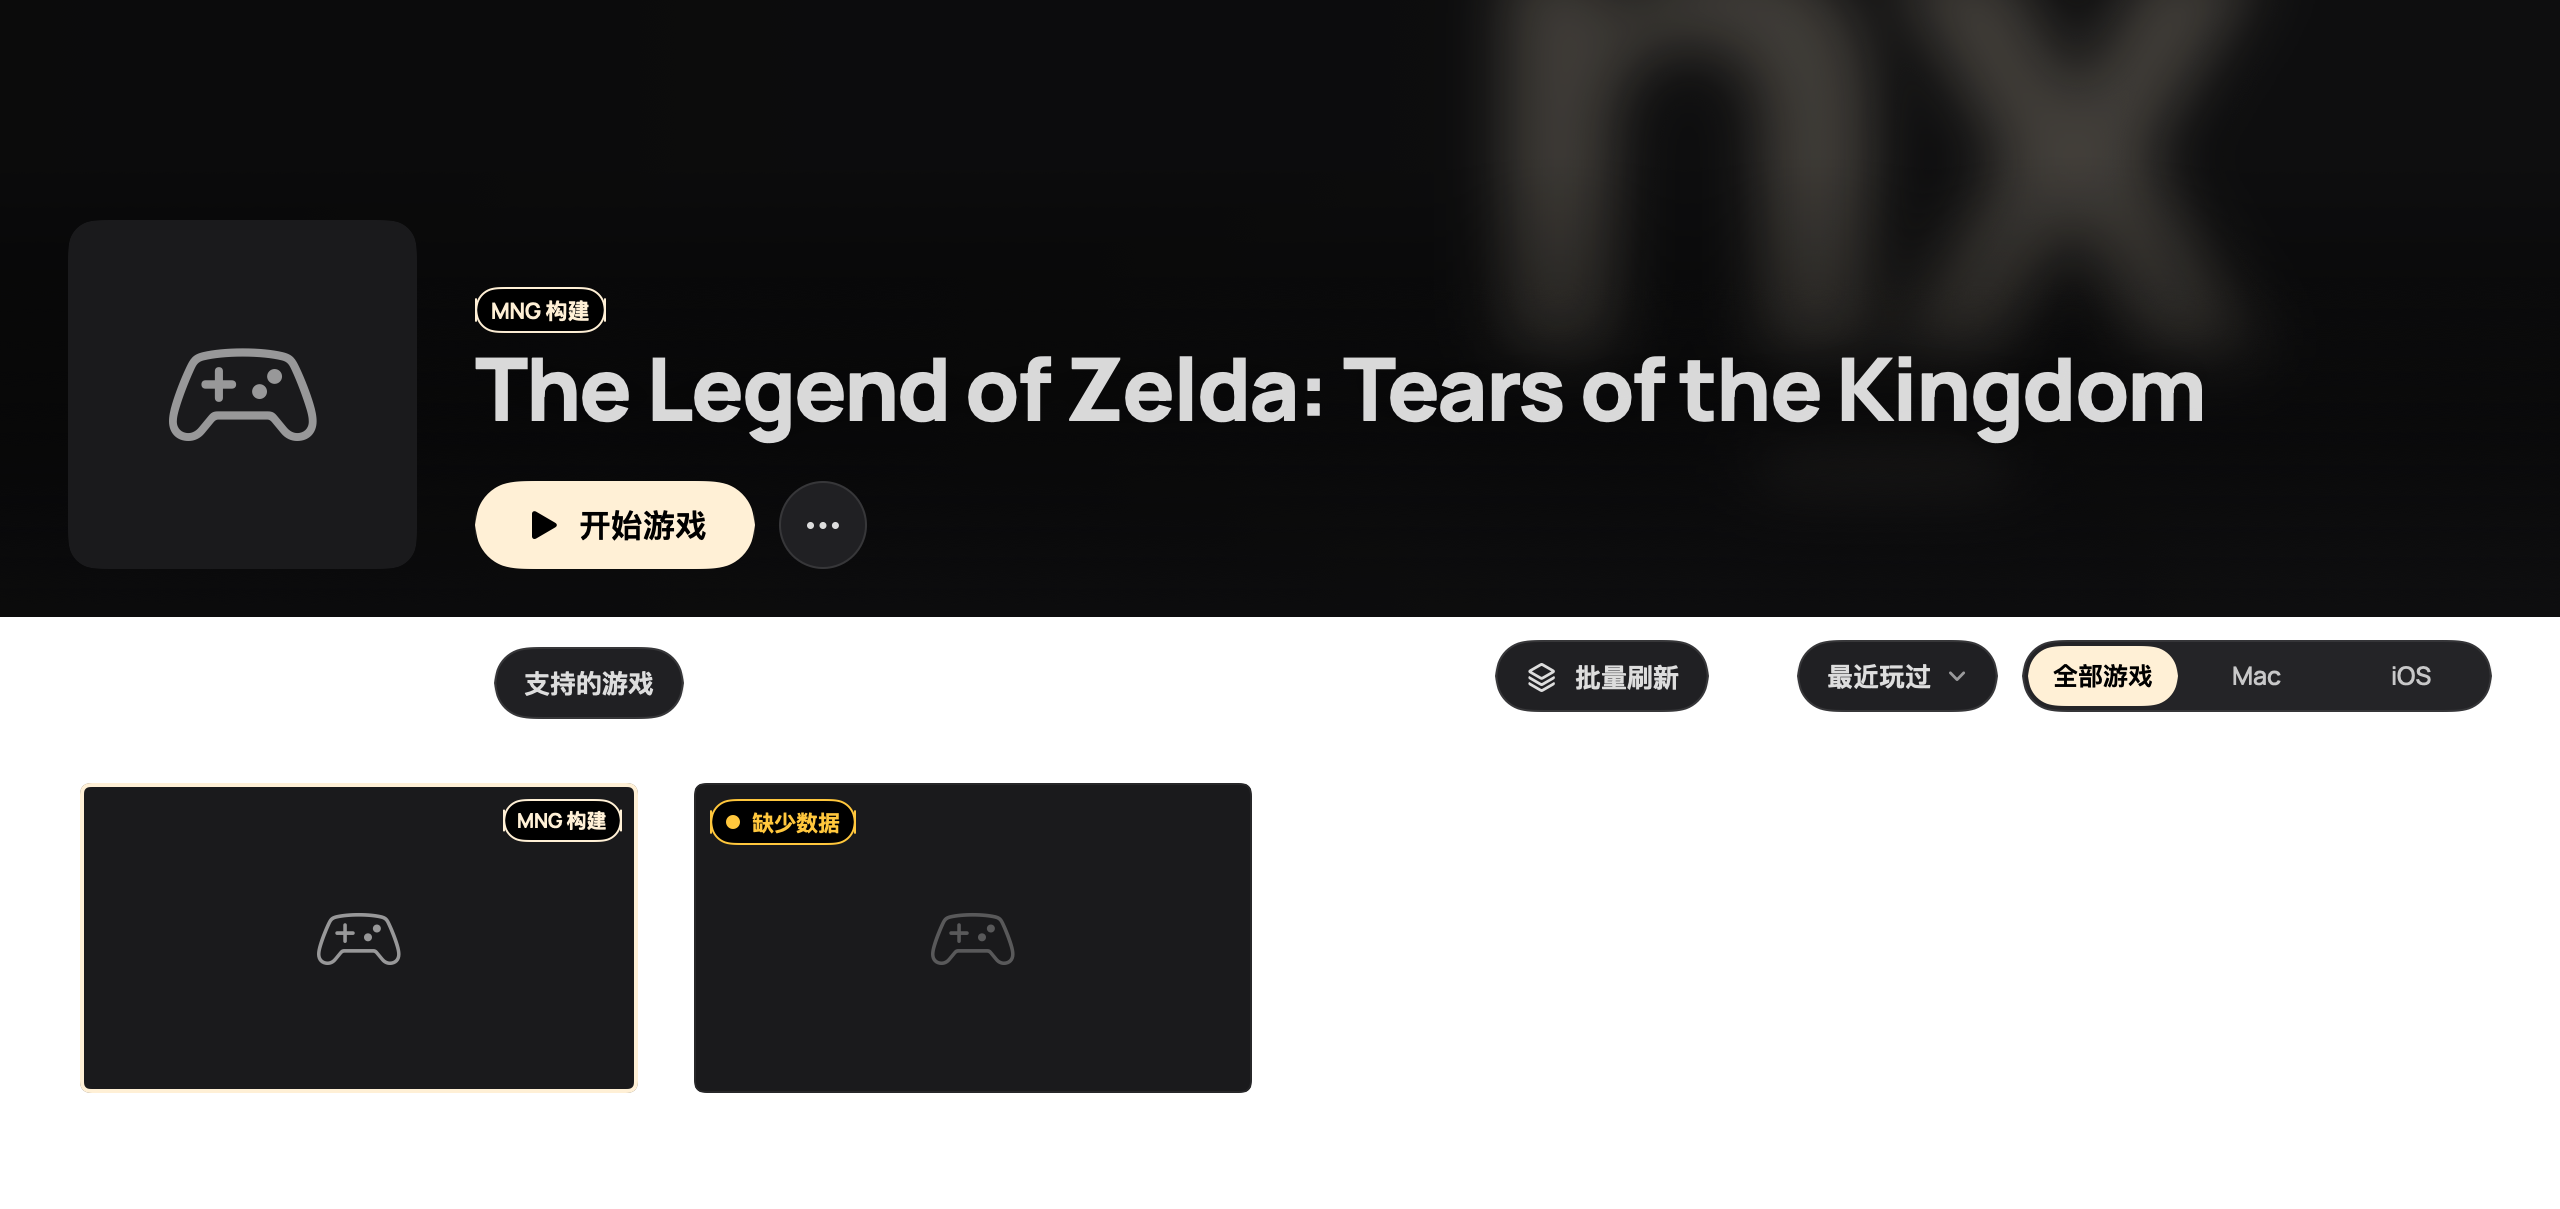 nx
MNG 构建
The Legend of Zelda: Tears of the Kingdom
开始游戏
支持的游戏
批量刷新
最近玩过
全部游戏
Mac
iOS
MNG 构建
缺少数据